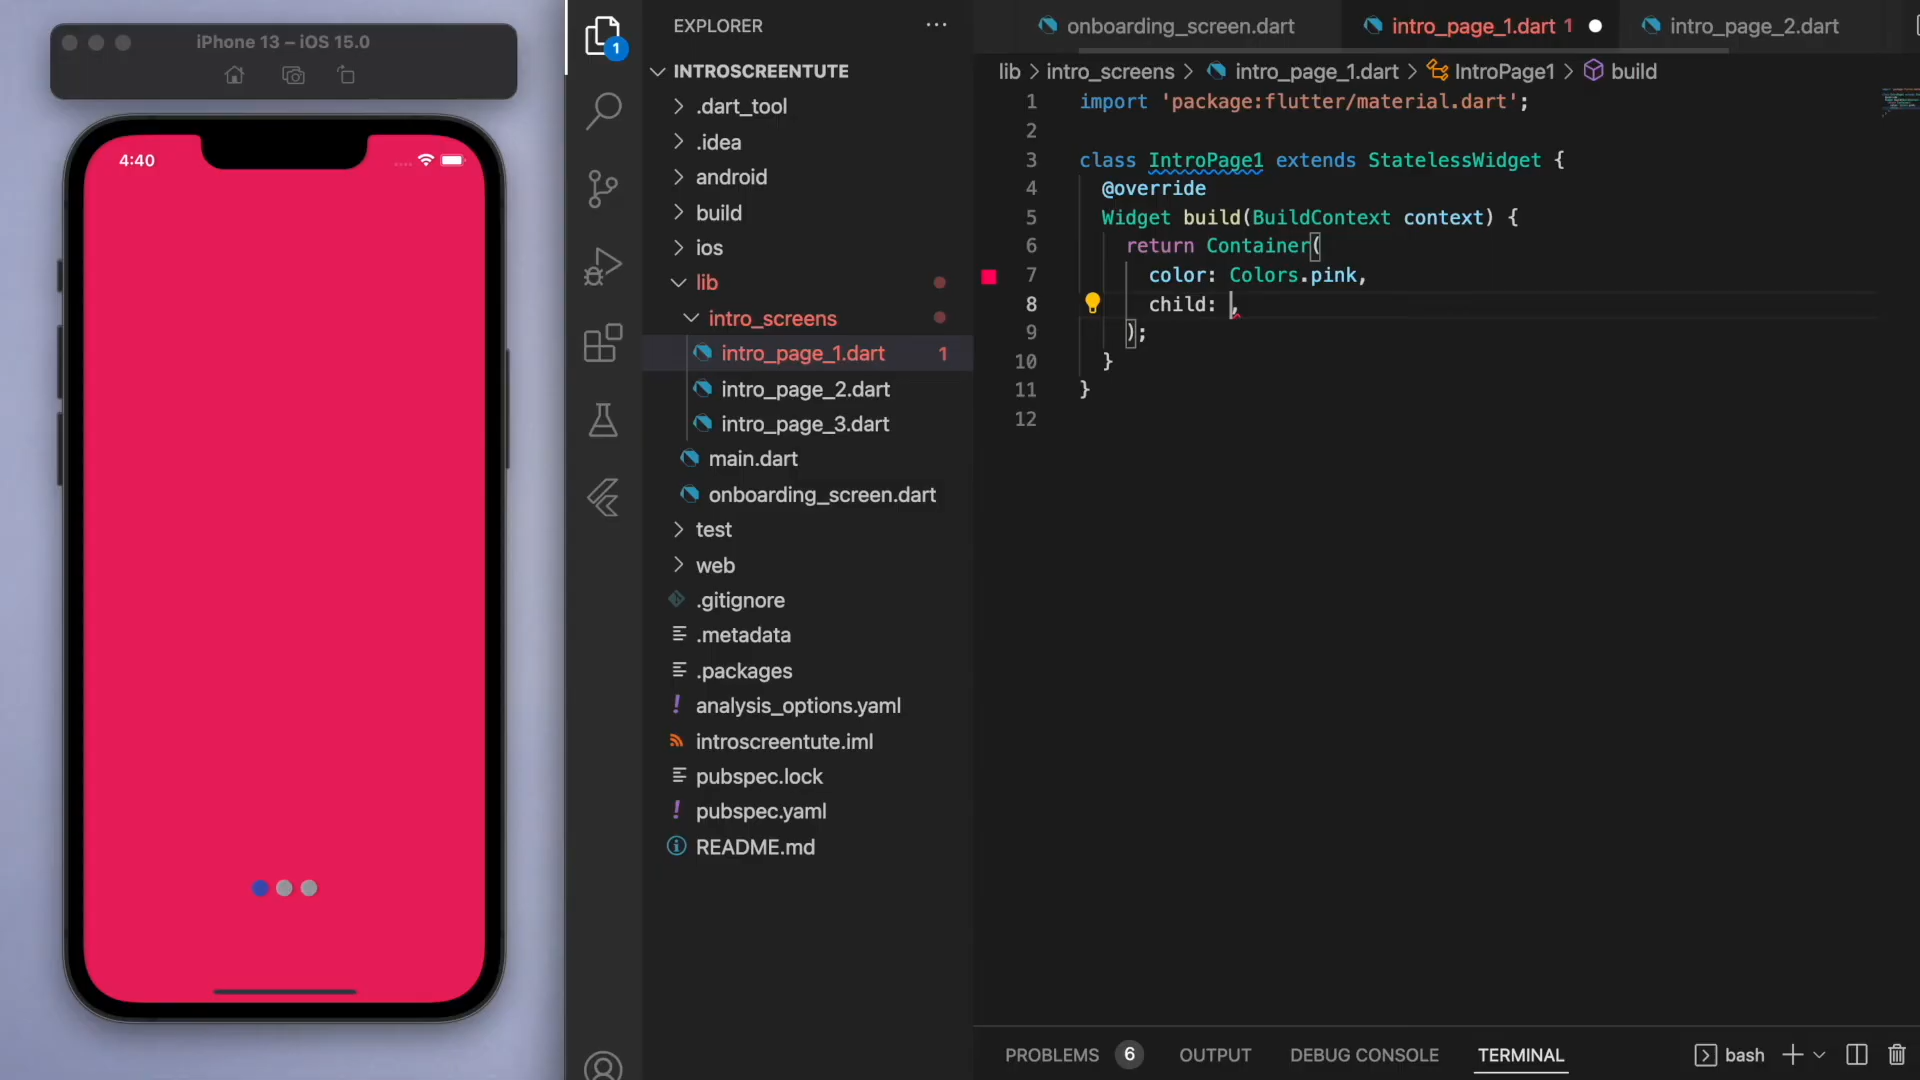 iPhone 13 – iOS 15.0
4:40
1
EXPLORER
INTROSCREENTUTE
.dart_tool
.idea
android
build
ios
lib
intro_screens
intro_page_1.dart 1
intro_page_2.dart
intro_page_3.dart
main.dart
onboarding_screen.dart
test
web
.gitignore
.metadata
.packages
analysis_options.yaml
introscreentute.iml
pubspec.lock
pubspec.yaml
README.md
onboarding_screen.dart intro_page_1.dart 1 intro_page_2.dart
lib > intro_screens > intro_page_1.dart > IntroPage1 > build
1 import 'package:flutter/material.dart';
2
3 class IntroPage1 extends StatelessWidget {
4 @override
5 Widget build(BuildContext context) {
6 return Container(
7 color: Colors.pink,
8 child: ,
9 );
10 }
11 }
12
PROBLEMS 6 OUTPUT DEBUG CONSOLE TERMINAL bash